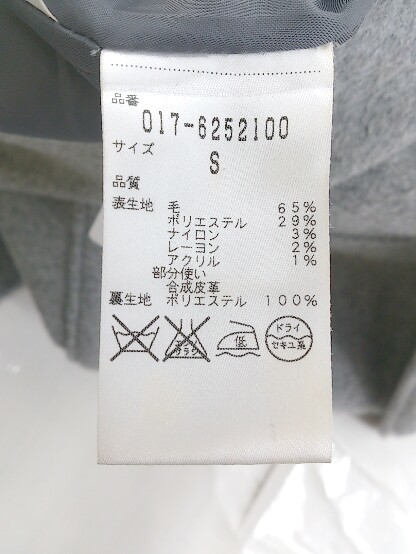 品番
017-6252100
サイズ
S
品質
表生地 毛 65%
ポリエステル 29%
ナイロン 3%
レーヨン 2%
アクリル 1%
部分使い
合成皮革
裏生地 ポリエステル 100%
エンソ サラシ 低 ドライ
セキユ系